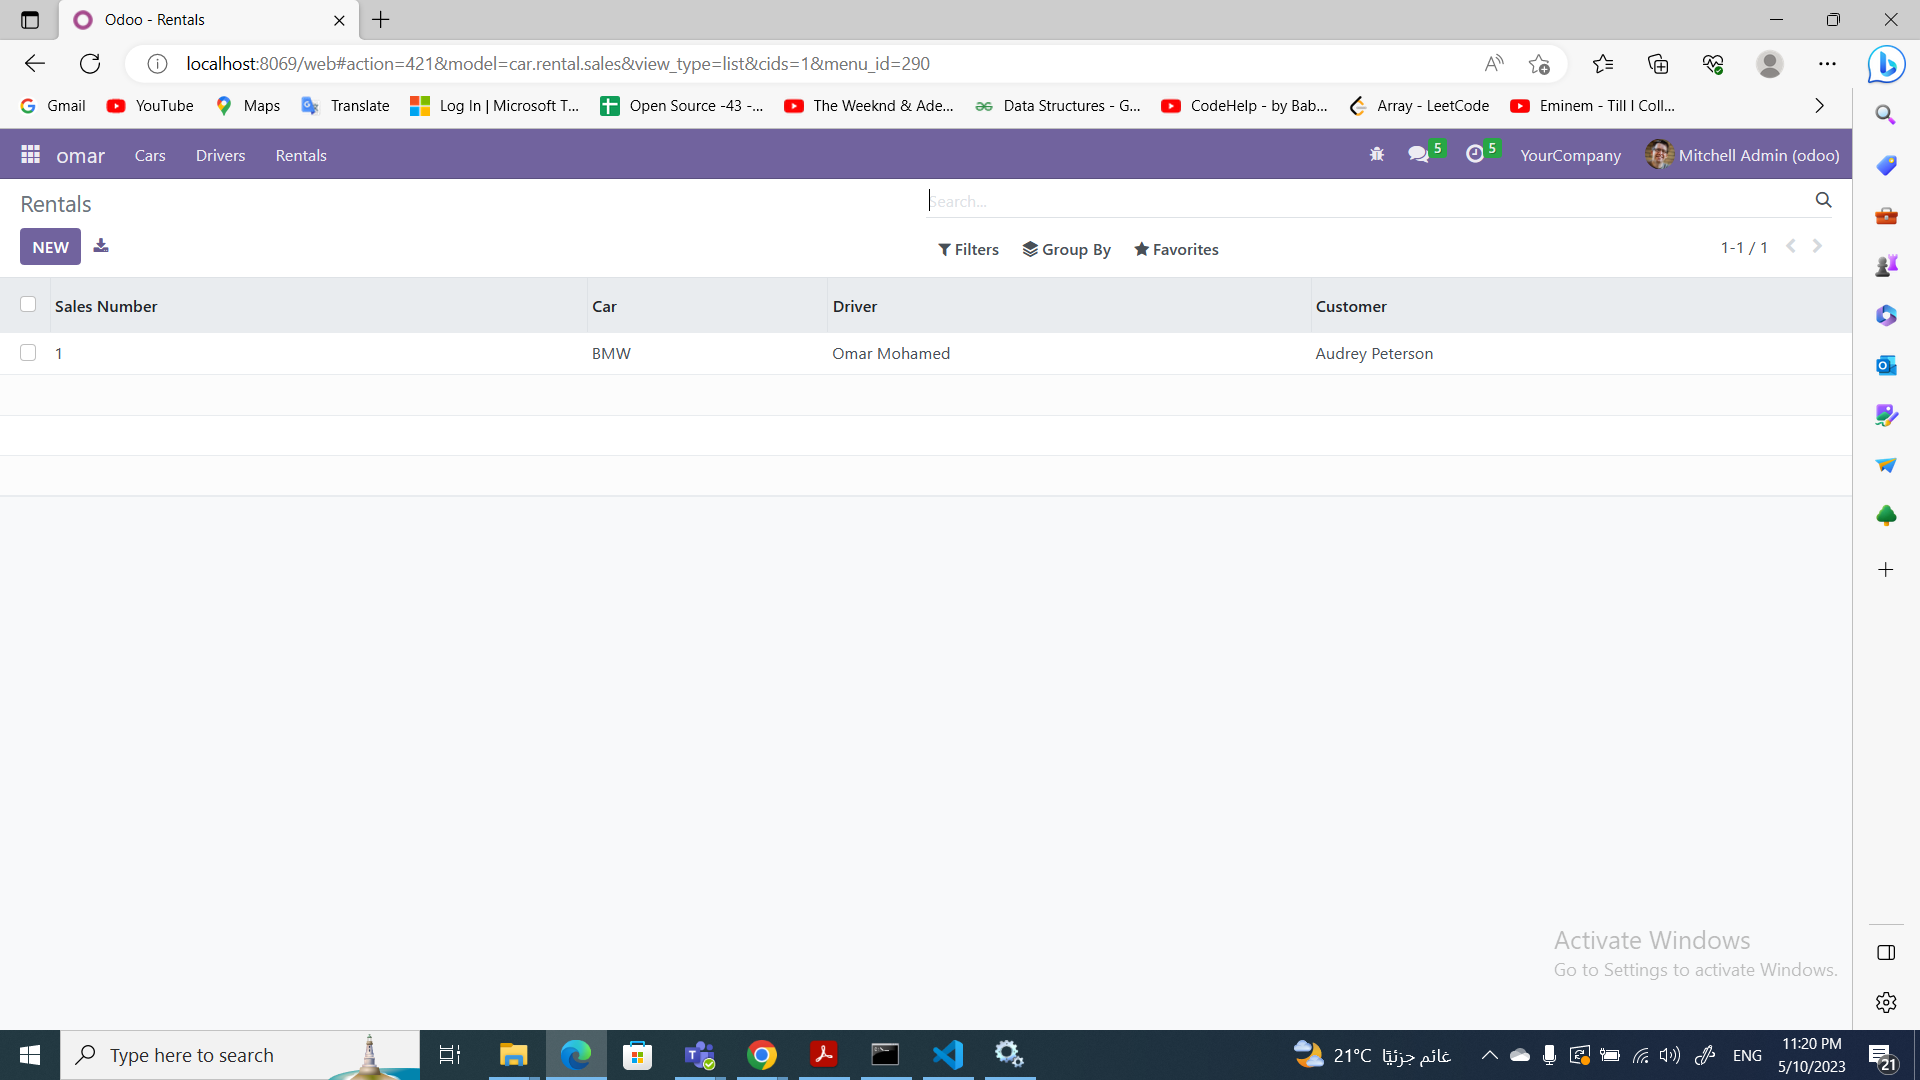 Odoo - Rentals
localhost:8069/web#action=421&model=car.rental.sales&view_type=list&cids=1&menu_id=290
Gmail YouTube Maps Translate Log In | Microsoft T... Open Source -43 -... The Weeknd & Ade... Data Structures - G... CodeHelp - by Bab... Array - LeetCode Eminem - Till I Coll...
omar Cars Drivers Rentals 5 5 YourCompany Mitchell Admin (odoo)
Rentals Search...
NEW Filters Group By Favorites 1-1 / 1
Sales Number Car Driver Customer
1 BMW Omar Mohamed Audrey Peterson
Activate Windows
Go to Settings to activate Windows.
Type here to search 21°C غائم جزئيًا ENG 11:20 PM
5/10/2023 21